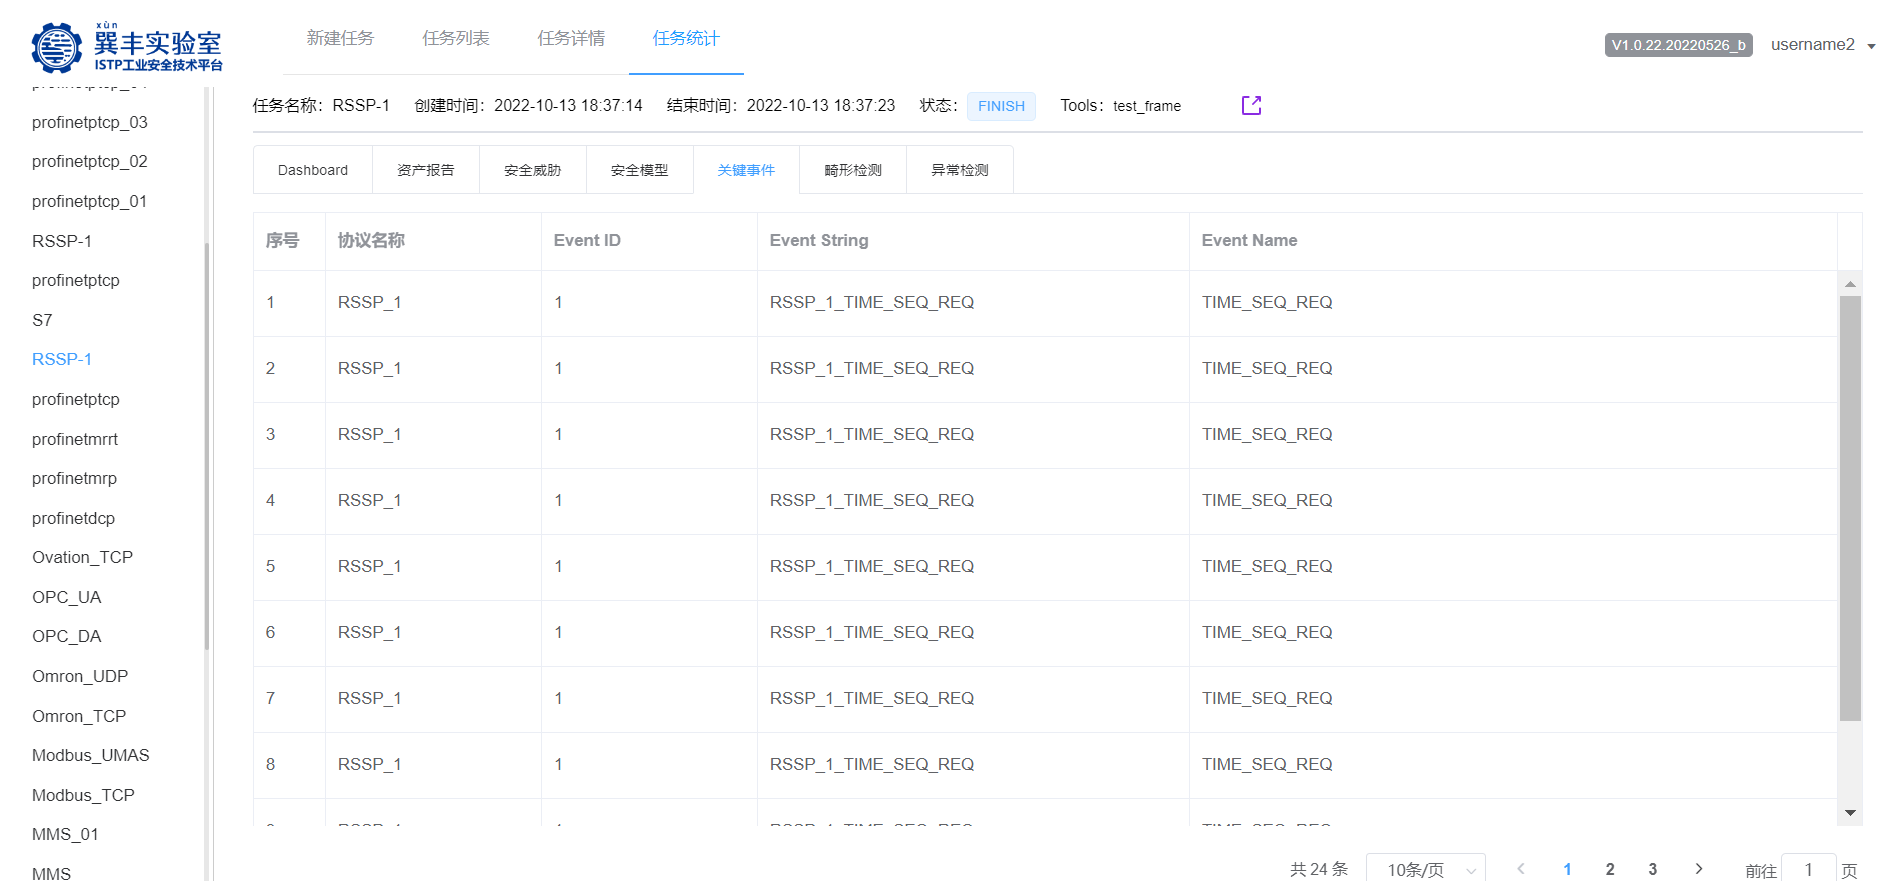 xùn
巽丰实验室
ISTP工业安全技术平台
新建任务 任务列表 任务详情 任务统计
V1.0.22.20220526_b username2
profinetptcp_03
profinetptcp_02
profinetptcp_01
RSSP-1
profinetptcp
S7
RSSP-1
profinetptcp
profinetmrrt
profinetmrp
profinetdcp
Ovation_TCP
OPC_UA
OPC_DA
Omron_UDP
Omron_TCP
Modbus_UMAS
Modbus_TCP
MMS_01
MMS
任务名称：RSSP-1 创建时间：2022-10-13 18:37:14 结束时间：2022-10-13 18:37:23 状态： FINISH Tools：test_frame
Dashboard 资产报告 安全威胁 安全模型 关键事件 畸形检测 异常检测
序号 协议名称 Event ID Event String Event Name
1 RSSP_1 1 RSSP_1_TIME_SEQ_REQ TIME_SEQ_REQ
2 RSSP_1 1 RSSP_1_TIME_SEQ_REQ TIME_SEQ_REQ
3 RSSP_1 1 RSSP_1_TIME_SEQ_REQ TIME_SEQ_REQ
4 RSSP_1 1 RSSP_1_TIME_SEQ_REQ TIME_SEQ_REQ
5 RSSP_1 1 RSSP_1_TIME_SEQ_REQ TIME_SEQ_REQ
6 RSSP_1 1 RSSP_1_TIME_SEQ_REQ TIME_SEQ_REQ
7 RSSP_1 1 RSSP_1_TIME_SEQ_REQ TIME_SEQ_REQ
8 RSSP_1 1 RSSP_1_TIME_SEQ_REQ TIME_SEQ_REQ
共 24 条 10条/页 1 2 3 前往 1 页